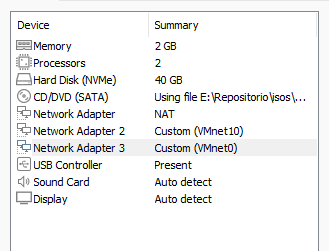 Device Summary
Memory 2 GB
Processors 2
Hard Disk (NVMe) 40 GB
CD/DVD (SATA) Using file E:\Repositorio\isos\...
Network Adapter NAT
Network Adapter 2 Custom (VMnet10)
Network Adapter 3 Custom (VMnet0)
USB Controller Present
Sound Card Auto detect
Display Auto detect